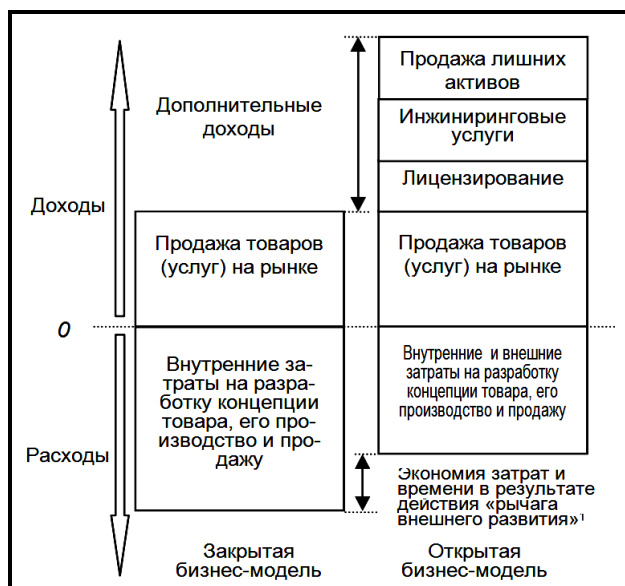 Продажа лишних
активов
Дополнительные
доходы
Инжиниринговые
услуги
Лицензирование
Доходы
Продажа товаров
(услуг) на рынке
Продажа товаров
(услуг) на рынке
0
Внутренние за-
траты на разра-
ботку концепции
товара, его про-
изводство и про-
дажу
Внутренние и внешние
затраты на разработку
концепции товара, его
производство и продажу
Расходы
Экономия затрат и
времени в результате
действия «рычага
внешнего развития»¹
Закрытая
бизнес-модель
Открытая
бизнес-модель